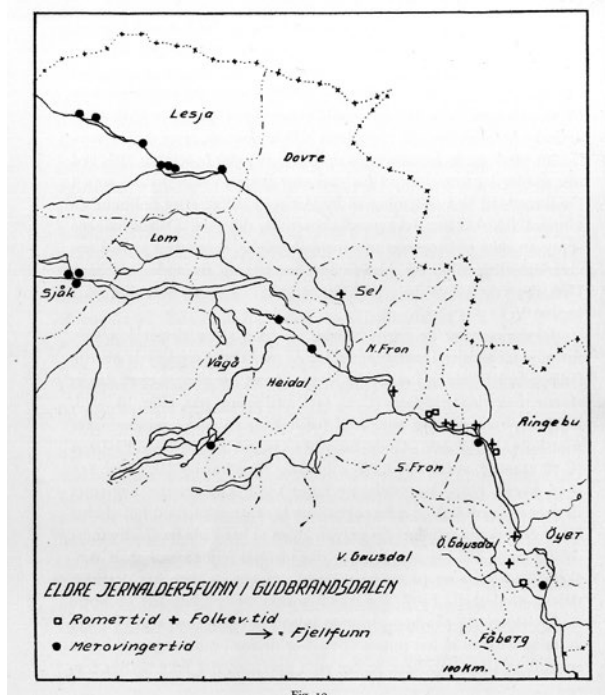 Lesja
Dovre
Lom
Sjåk
Sel
N. Fron
Vågå
Heidal
Ringebu
S. Fron
Öyer
Ö. Gausdal
V. Gausdal
ELDRE JERNALDERSFUNN I GUDBRANDSDALEN
Romertid + Folkev. tid
→ = Fjellfunn
Merovingertid
Fåberg
100 Km.